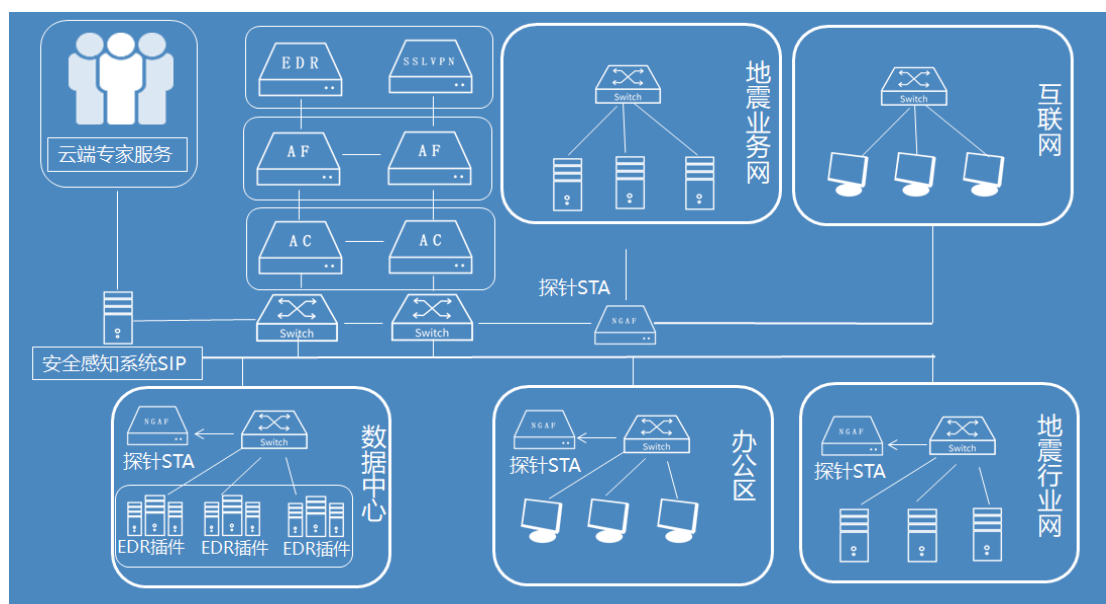 云端专家服务
EDR
SSLVPN
AF
AF
AC
AC
Switch
Switch
安全感知系统SIP
Switch
地震业务网
Switch
互联网
探针STA
NGAF
NGAF
Switch
探针STA
数据中心
EDR插件
EDR插件
EDR插件
NGAF
Switch
探针STA
办公区
NGAF
Switch
探针STA
地震行业网